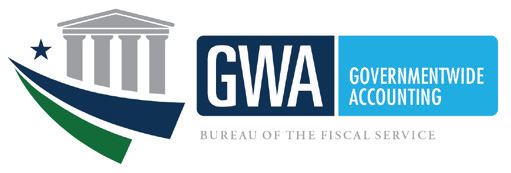 GWA
GOVERNMENTWIDE
ACCOUNTING
BUREAU OF THE FISCAL SERVICE